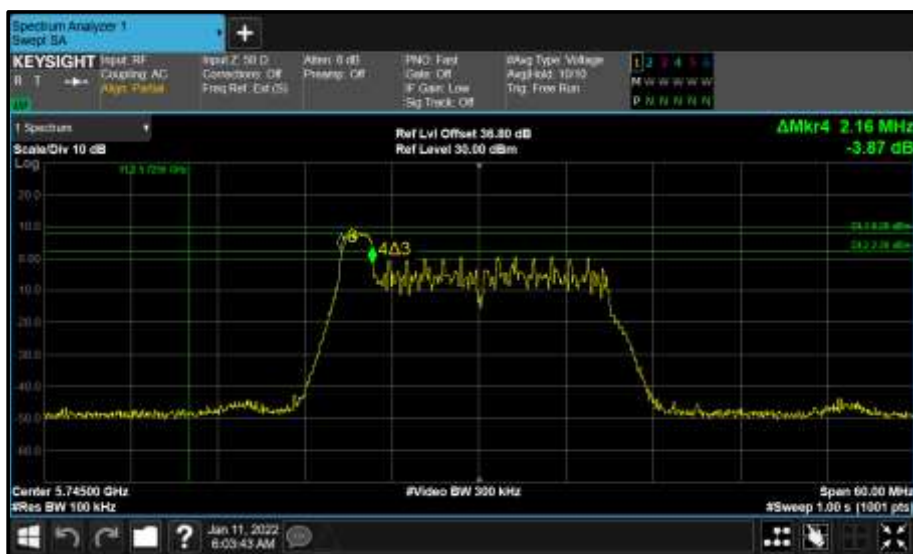 Spectrum Analyzer 1
Swept SA
+
KEYSIGHT
R T
Input: RF
Coupling: AC
Align: Partial
Input Z: 50 Ω
Corrections: Off
Freq Ref: Ext (S)
Atten: 6 dB
Preamp: Off
PNO: Fast
Gate: Off
IF Gain: Low
Sig Track: Off
#Avg Type: Voltage
Avg|Hold: 10/10
Trig: Free Run
1 2 3 4 5 6
M W W W W W
P N N N N N
1 Spectrum
Scale/Div 10 dB
Ref Lvl Offset 36.80 dB
Ref Level 30.00 dBm
ΔMkr4 2.16 MHz
-3.87 dB
Log
20.0
10.0
0.00
-10.0
-20.0
-30.0
-40.0
-50.0
-60.0
4Δ3
Center 5.74500 GHz
#Res BW 100 kHz
#Video BW 300 kHz
Span 60.00 MHz
#Sweep 1.00 s (1001 pts)
?
Jan 11, 2022
6:03:43 AM